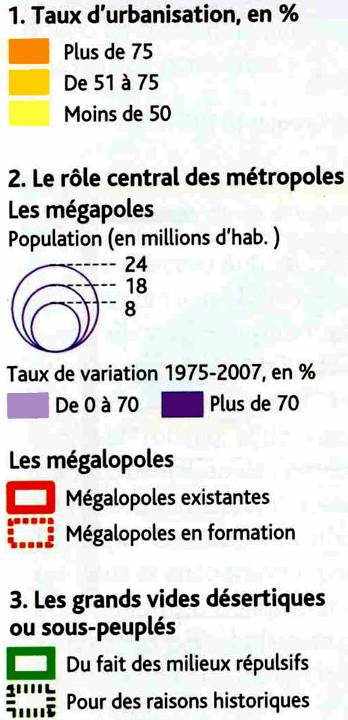 1. Taux d'urbanisation, en %
Plus de 75
De 51 à 75
Moins de 50
2. Le rôle central des métropoles
Les mégapoles
Population (en millions d'hab. )
24
18
8
Taux de variation 1975-2007, en %
De 0 à 70 Plus de 70
Les mégalopoles
Mégalopoles existantes
Mégalopoles en formation
3. Les grands vides désertiques
ou sous-peuplés
Du fait des milieux répulsifs
Pour des raisons historiques